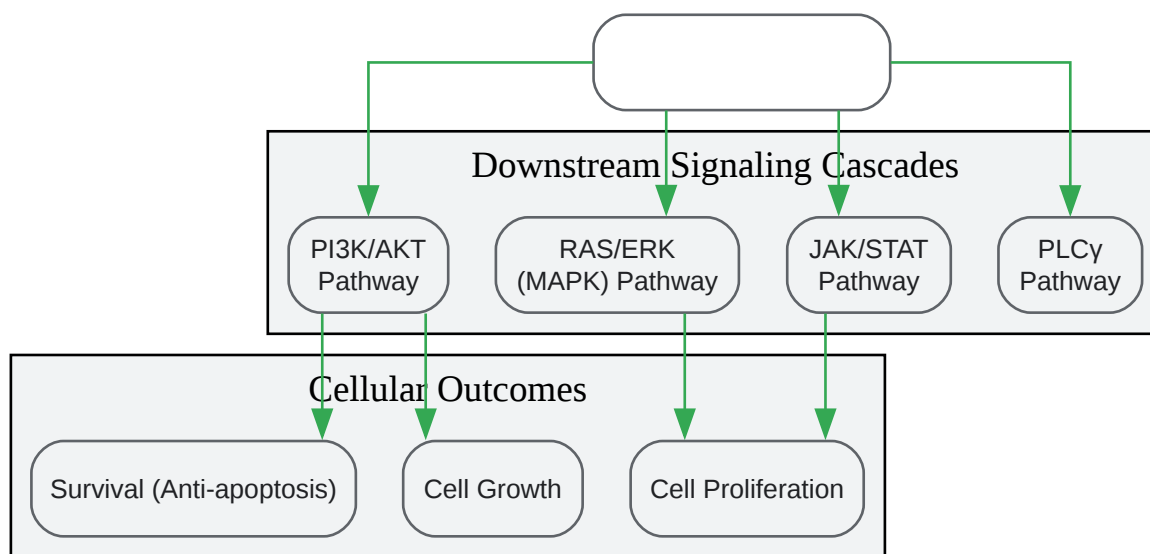 Downstream Signaling Cascades
PI3K/AKT
Pathway
RAS/ERK
(MAPK) Pathway
JAK/STAT
Pathway
PLCγ
Pathway
Cellular Outcomes
Survival (Anti-apoptosis)
Cell Growth
Cell Proliferation